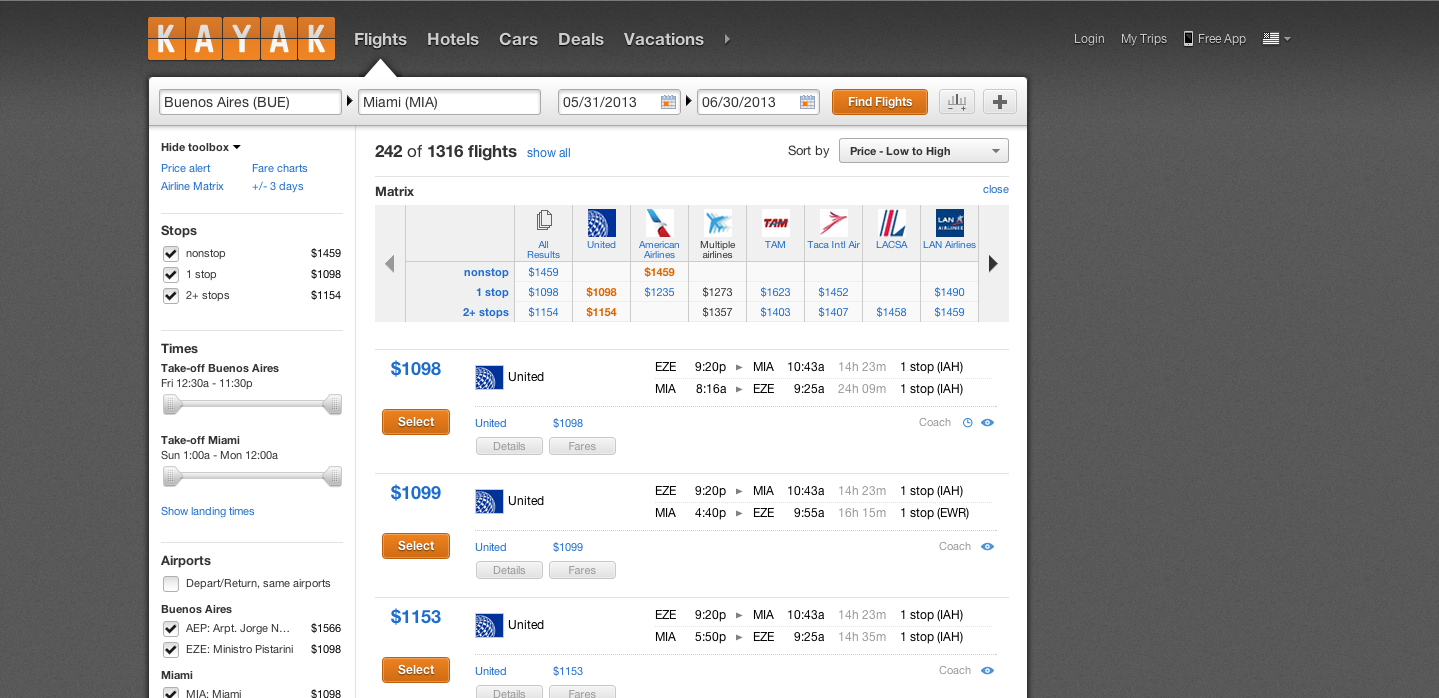 KAYAK Flights Hotels Cars Deals Vacations Login My Trips Free App
Buenos Aires (BUE) Miami (MIA) 05/31/2013 06/30/2013 Find Flights
Hide toolbox
Price alert Fare charts
Airline Matrix +/- 3 days
Stops
nonstop $1459
1 stop $1098
2+ stops $1154
Times
Take-off Buenos Aires
Fri 12:30a - 11:30p
Take-off Miami
Sun 1:00a - Mon 12:00a
Show landing times
Airports
Depart/Return, same airports
Buenos Aires
AEP: Arpt. Jorge N... $1566
EZE: Ministro Pistarini $1098
Miami
MIA: Miami $1098
242 of 1316 flights show all Sort by Price - Low to High
Matrix close
LAN
AIRLINES
TAM
All United American Multiple TAM Taca Intl Air LACSA LAN Airlines
Results Airlines airlines
nonstop $1459 $1459
1 stop $1098 $1098 $1235 $1273 $1623 $1452 $1490
2+ stops $1154 $1154 $1357 $1403 $1407 $1458 $1459
$1098 United EZE 9:20p MIA 10:43a 14h 23m 1 stop (IAH)
MIA 8:16a EZE 9:25a 24h 09m 1 stop (IAH)
Select United $1098 Coach
Details Fares
$1099 United EZE 9:20p MIA 10:43a 14h 23m 1 stop (IAH)
MIA 4:40p EZE 9:55a 16h 15m 1 stop (EWR)
Select United $1099 Coach
Details Fares
$1153 United EZE 9:20p MIA 10:43a 14h 23m 1 stop (IAH)
MIA 5:50p EZE 9:25a 14h 35m 1 stop (IAH)
Select United $1153 Coach
Details Fares